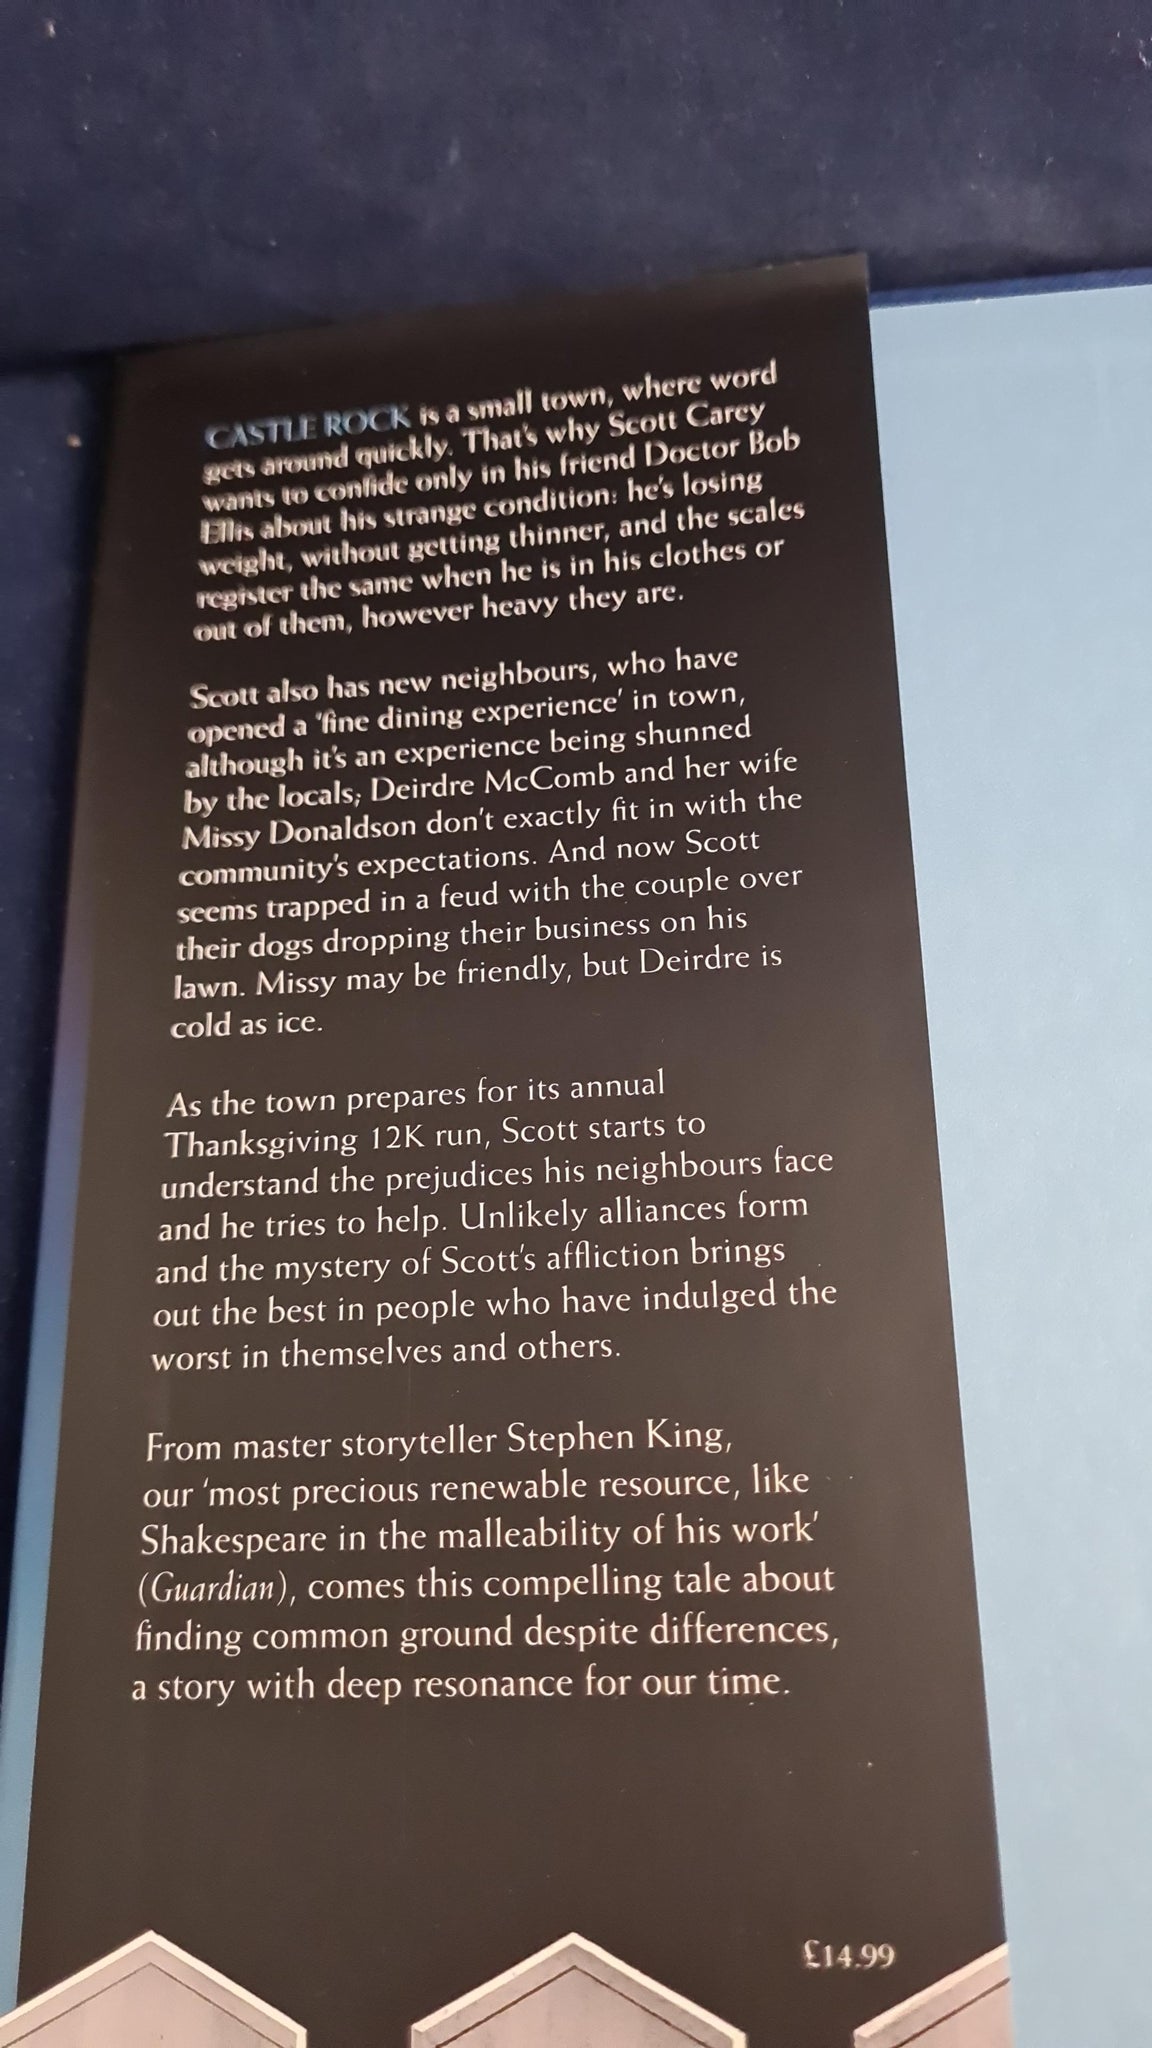 CASTLE ROCK is a small town, where word
gets around quickly. That's why Scott Carey
wants to confide only in his friend Doctor Bob
Ellis about his strange condition: he's losing
weight, without getting thinner, and the scales
register the same when he is in his clothes or
out of them, however heavy they are.
Scott also has new neighbours, who have
opened a 'fine dining experience' in town,
although it's an experience being shunned
by the locals; Deirdre McComb and her wife
Missy Donaldson don't exactly fit in with the
community's expectations. And now Scott
seems trapped in a feud with the couple over
their dogs dropping their business on his
lawn. Missy may be friendly, but Deirdre is
cold as ice.
As the town prepares for its annual
Thanksgiving 12K run, Scott starts to
understand the prejudices his neighbours face
and he tries to help. Unlikely alliances form
and the mystery of Scott's affliction brings
out the best in people who have indulged the
worst in themselves and others.
From master storyteller Stephen King,
our 'most precious renewable resource, like
Shakespeare in the malleability of his work'
(Guardian), comes this compelling tale about
finding common ground despite differences,
a story with deep resonance for our time.
£14.99